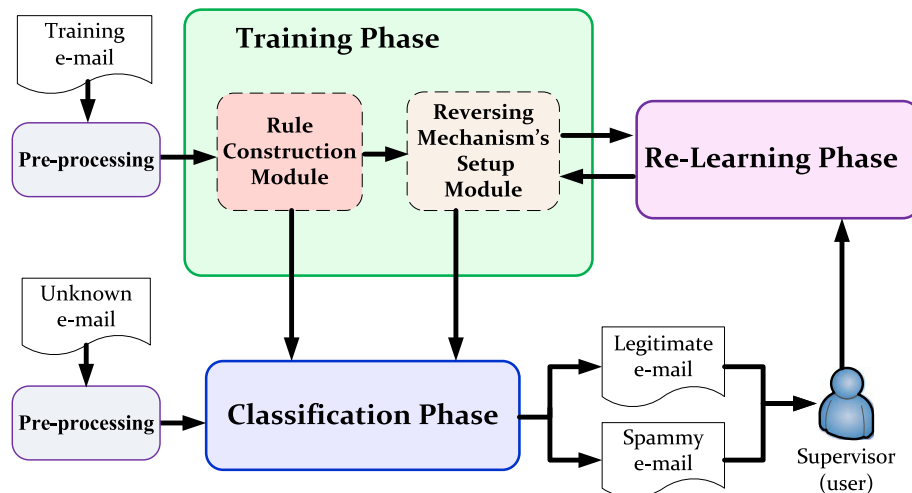 Training
e-mail
Training Phase
Pre-processing
Rule
Construction
Module
Reversing
Mechanism's
Setup
Module
Re-Learning Phase
Unknown
e-mail
Pre-processing
Classification Phase
Legitimate
e-mail
Spammy
e-mail
Supervisor
(user)